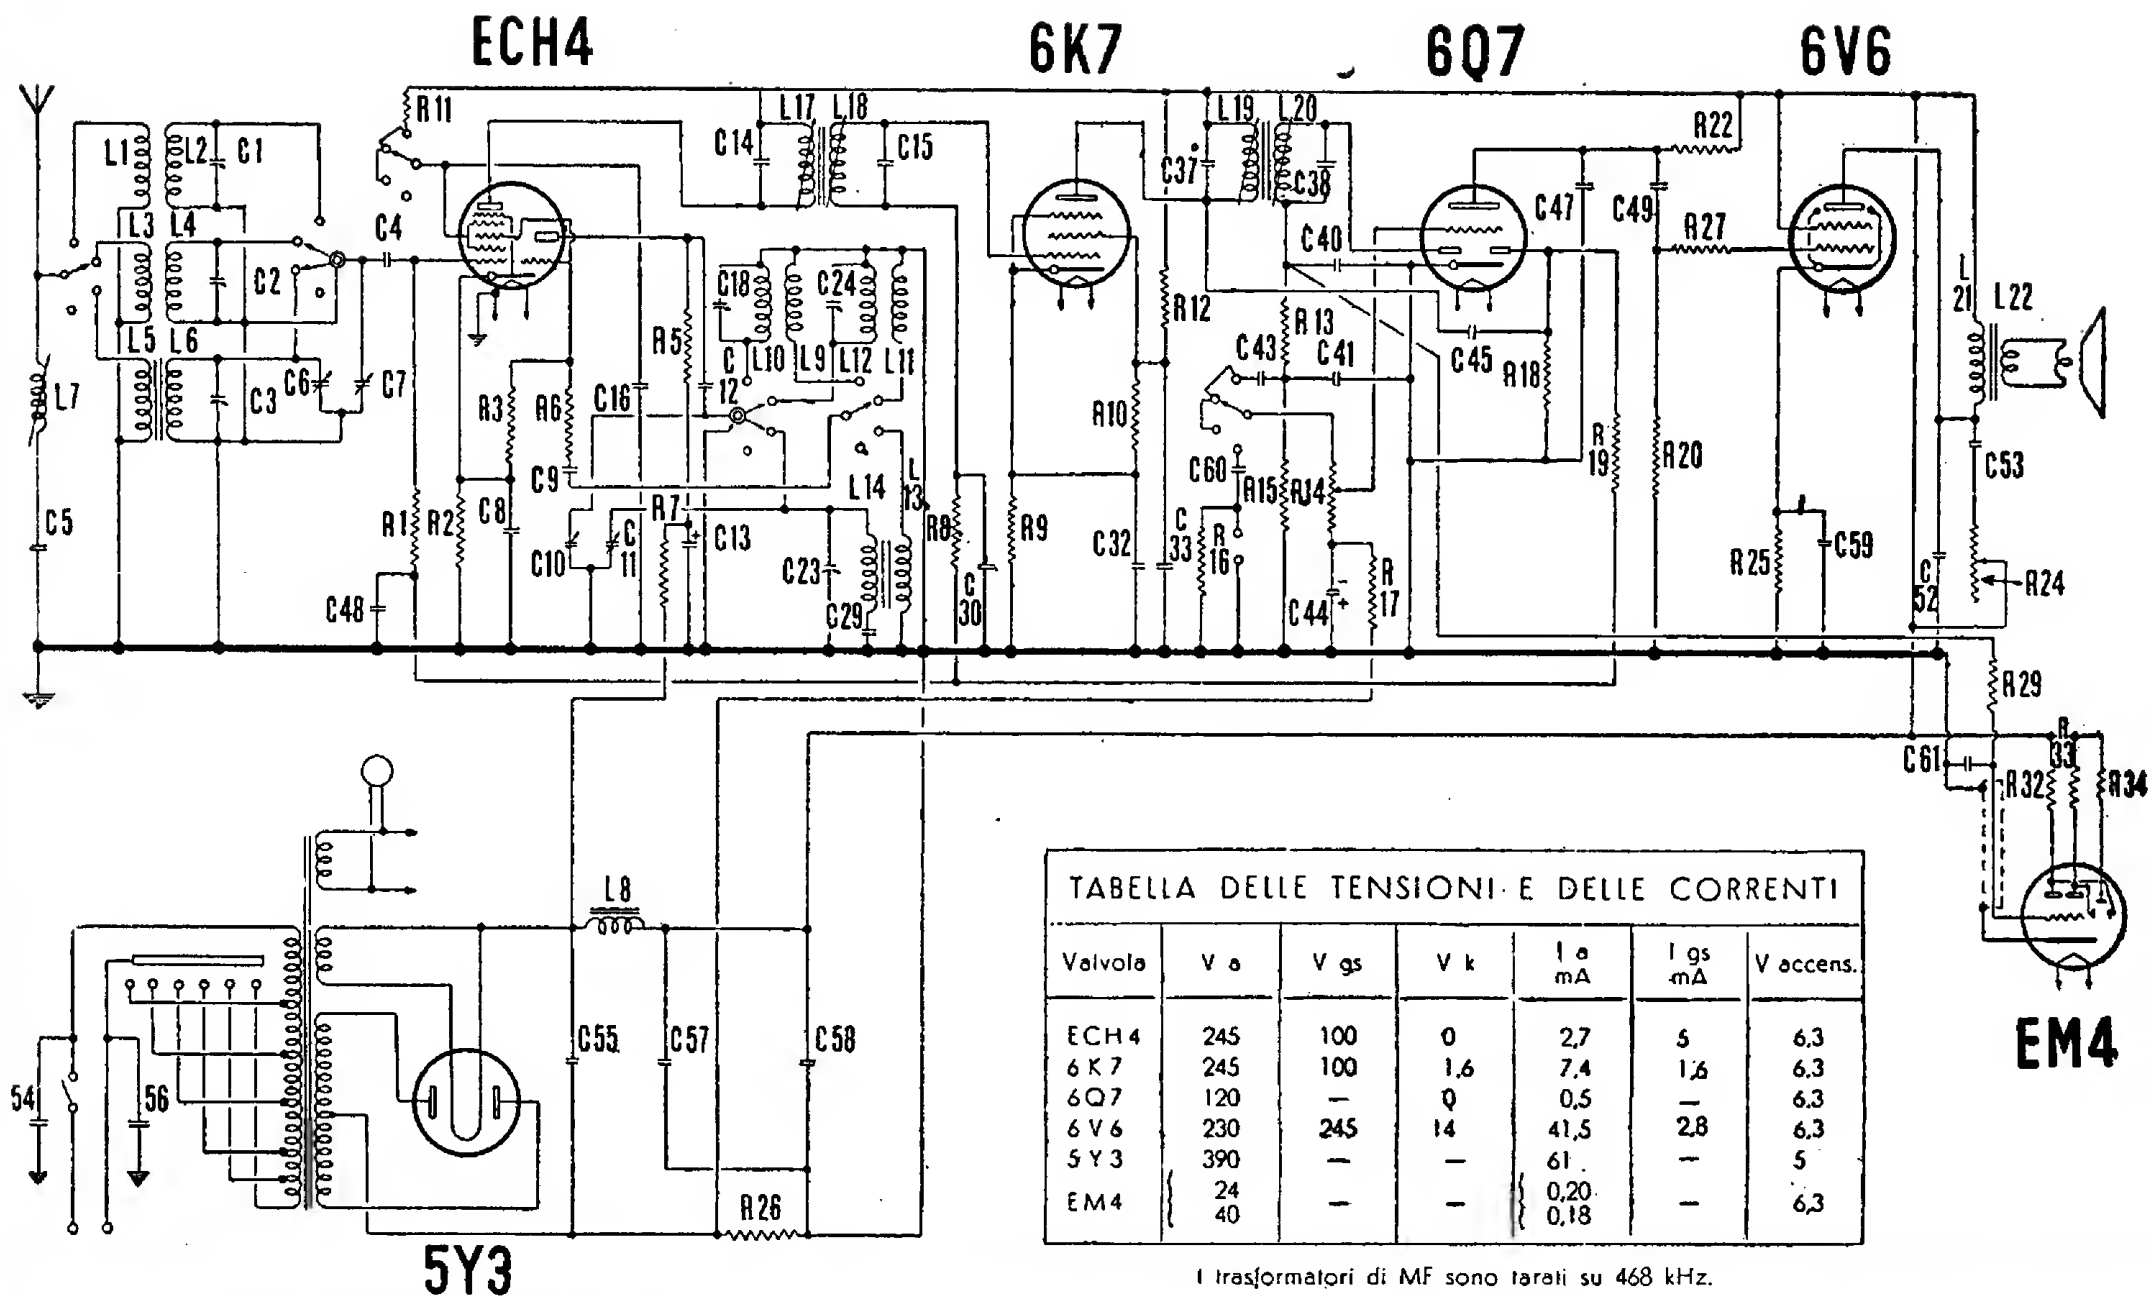 ECH4
6K7
6Q7
6V6
R11
L17
L18
L19
L20
R22
L1
L2
C1
C14
C15
C37
C38
C47
C49
L3
L4
C4
C40
R27
C2
C18
C24
L 21
L22
L5
L6
R5
C 12
L10
L9
L12
L11
R12
R13
C43
C41
C45
R18
L7
C3
C6
C7
R3
R6
C16
R10
R 19
R20
C53
C9
L14
L 13
C60
R15
R14
C5
R1
R2
C8
R7
C10
C 11
C13
R8
R9
C32
C 33
R 16
R25
C59
C48
C23
C29
C 30
C44
R 17
C 52
R24
R29
C61
R 33
R32
R34
L8
C55
C57
C58
54
56
R26
5Y3
EM4
TABELLA DELLE TENSIONI E DELLE CORRENTI
Valvola V a V gs V k I a mA I gs mA V accens.
ECH4 245 100 0 2,7 5 6,3
6K7 245 100 1,6 7,4 1,6 6,3
6Q7 120 — 0 0,5 — 6,3
6V6 230 245 14 41,5 2,8 6,3
5Y3 390 — — 61 — 5
EM4 24 40 — — 0,20 0,18 — 6,3
I trasformatori di MF sono tarati su 468 kHz.